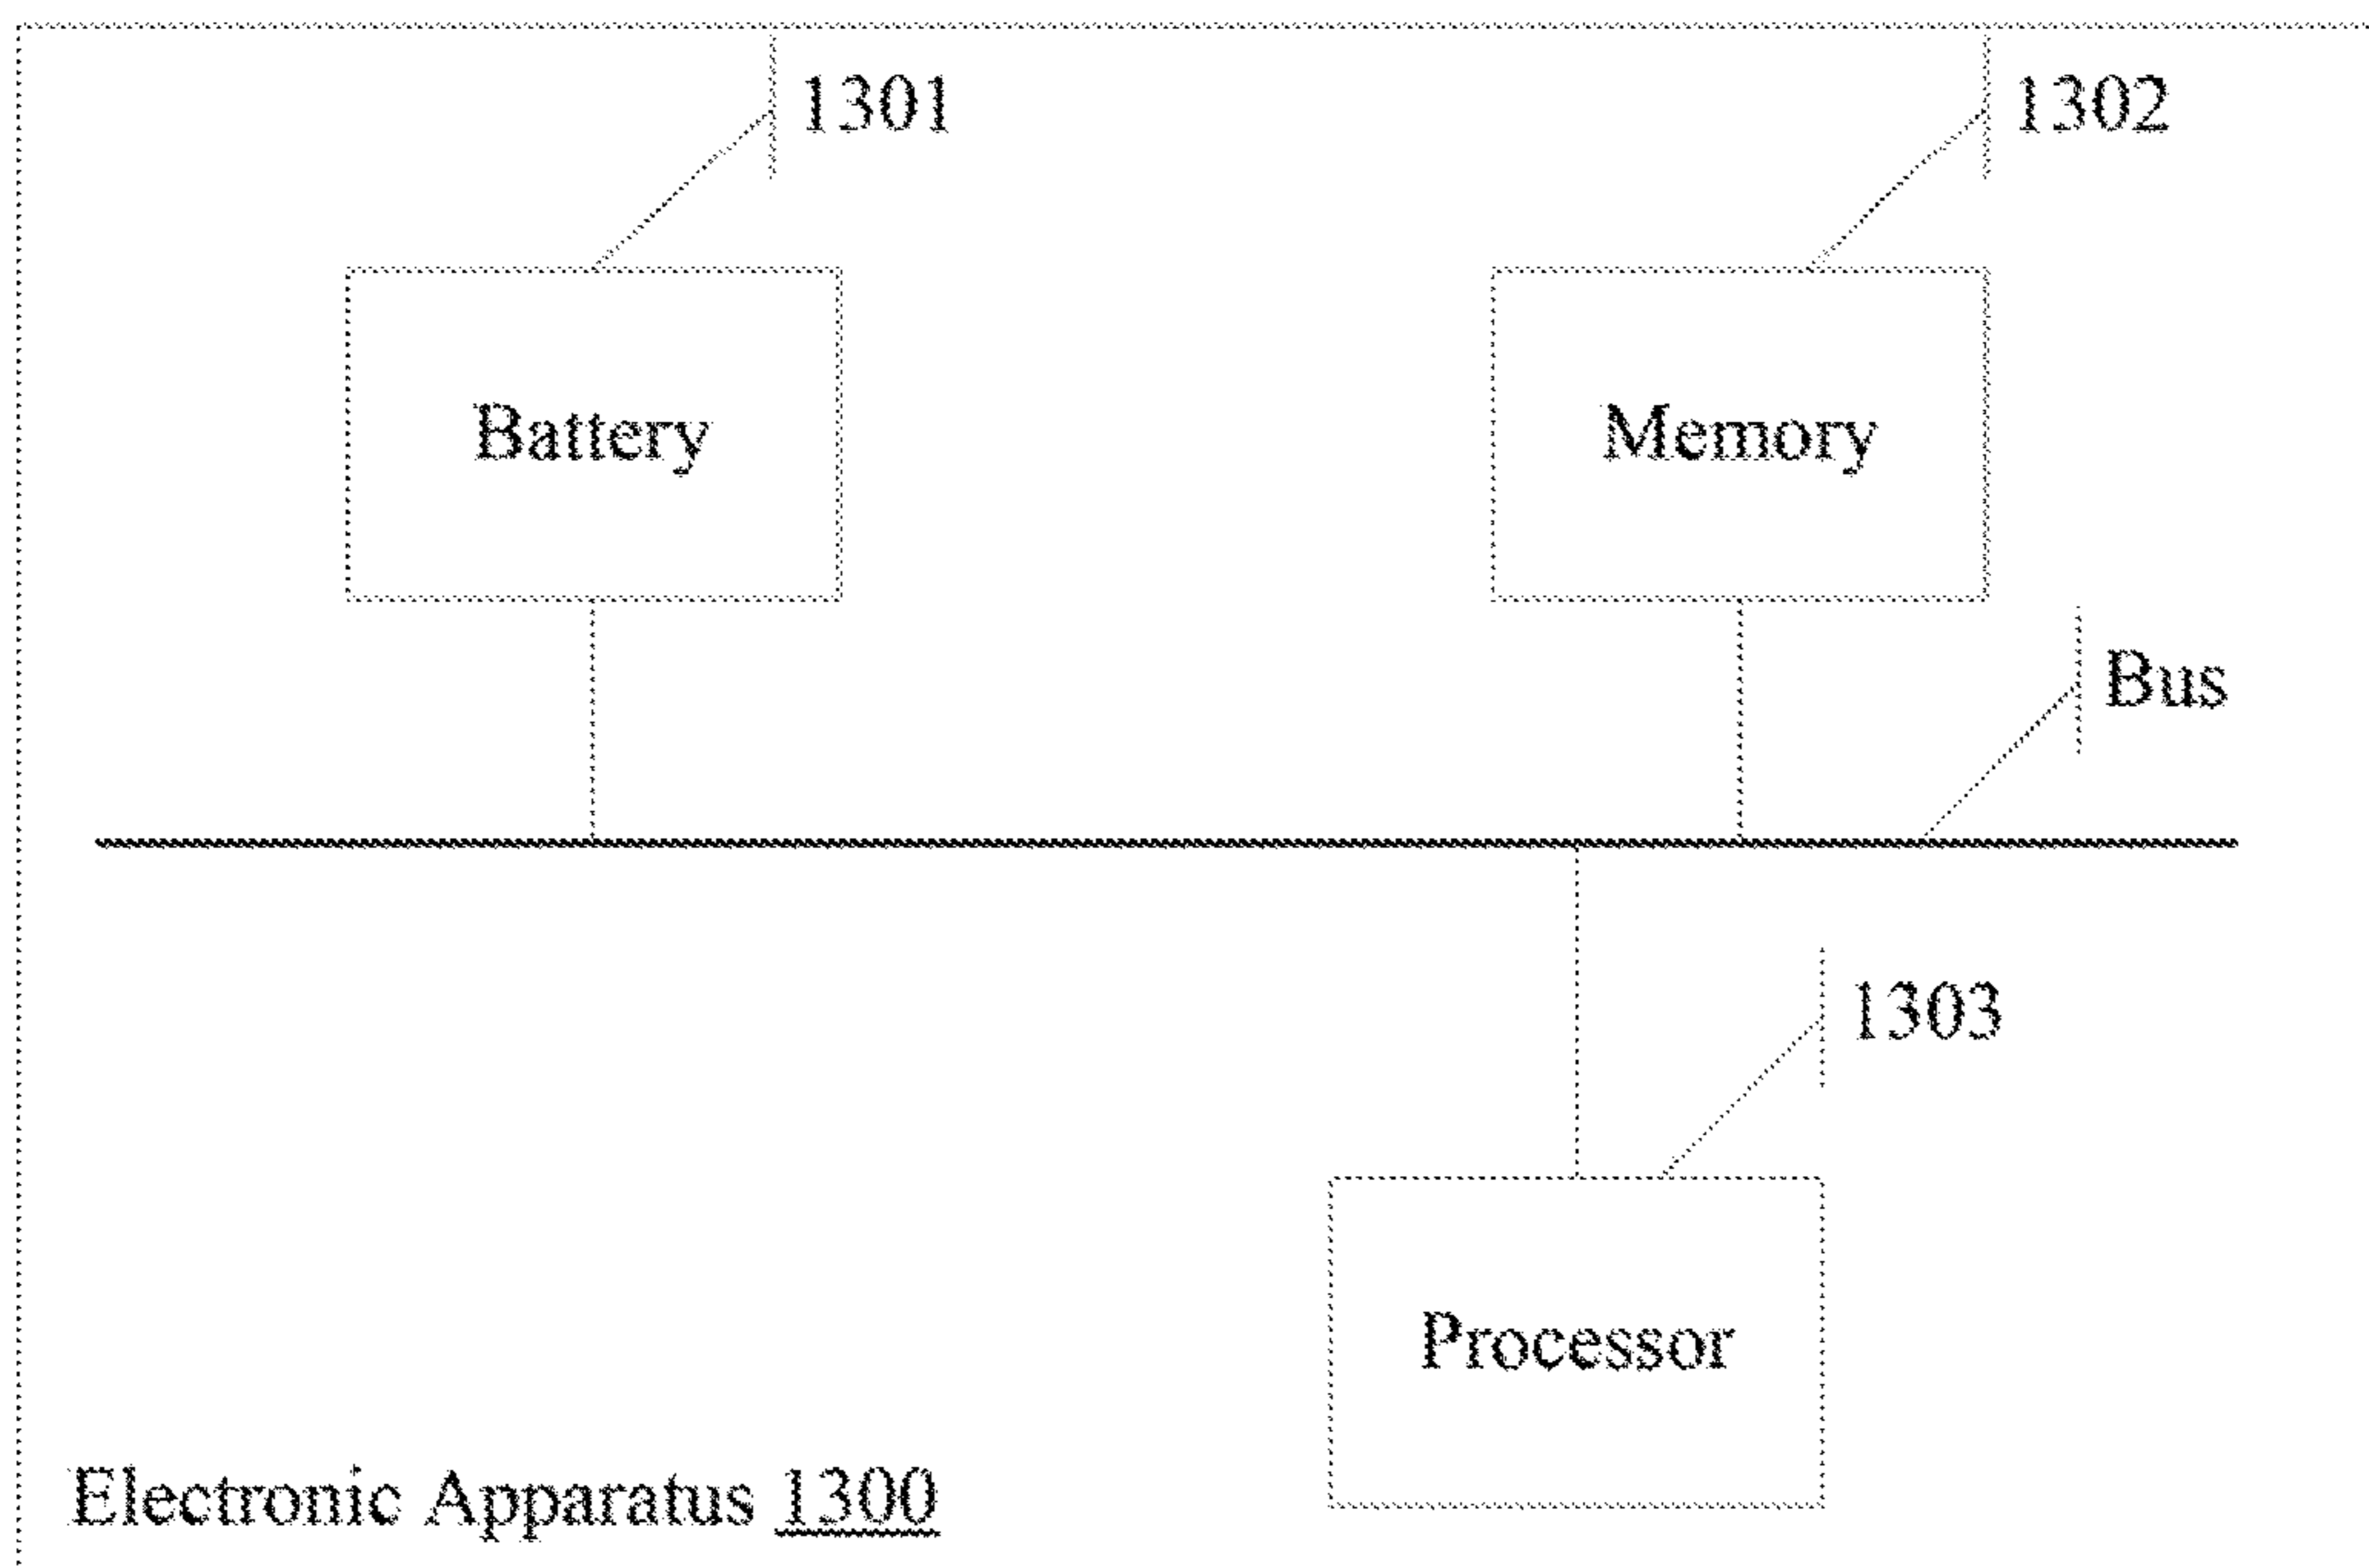 1301
1302
Battery
Memory
Bus
1303
Processor
Electronic Apparatus 1300